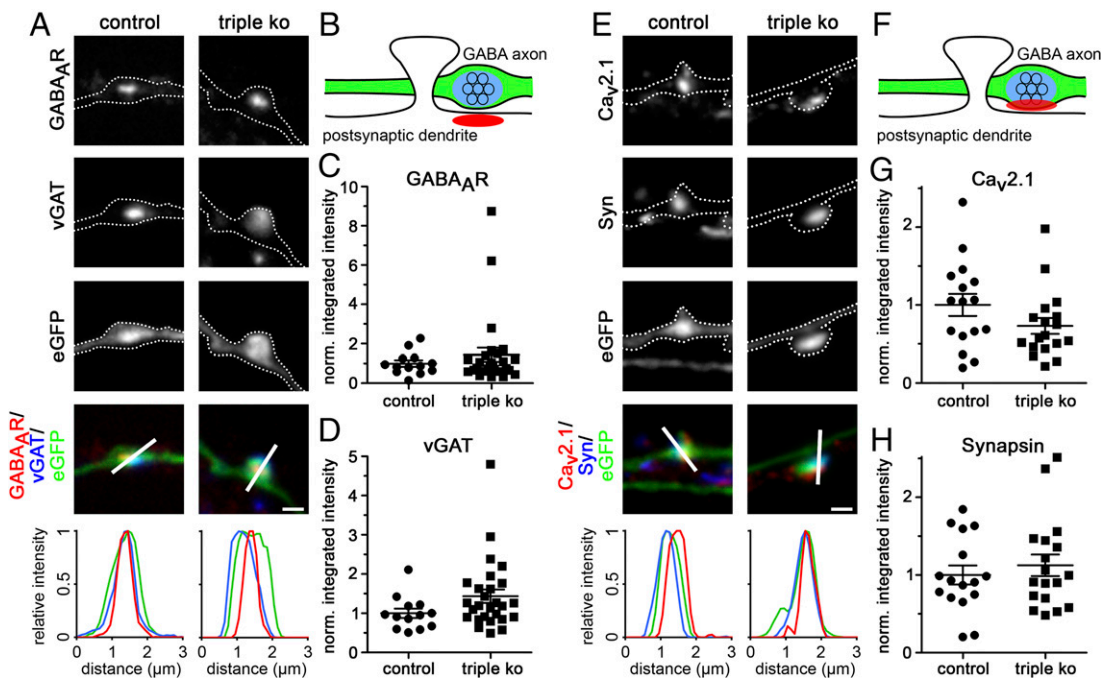 A
control
triple ko
GABAAR
vGAT
eGFP
GABAAR/
vGAT/
eGFP
relative intensity
1
0.5
0
0 1 2 3
0 1 2 3
distance (µm)
distance (µm)
B
GABA axon
postsynaptic dendrite
C
GABAAR
norm. integrated intensity
10
8
6
4
2
0
control
triple ko
D
vGAT
norm. integrated intensity
5
4
3
2
1
0
control
triple ko
E
control
triple ko
Cav2.1
Syn
eGFP
Cav2.1/
Syn/
eGFP
relative intensity
1
0.5
0
0 1 2 3
0 1 2 3
distance (µm)
distance (µm)
F
GABA axon
postsynaptic dendrite
G
Cav2.1
norm. integrated intensity
2
1
0
control
triple ko
H
Synapsin
norm. integrated intensity
2
1
0
control
triple ko